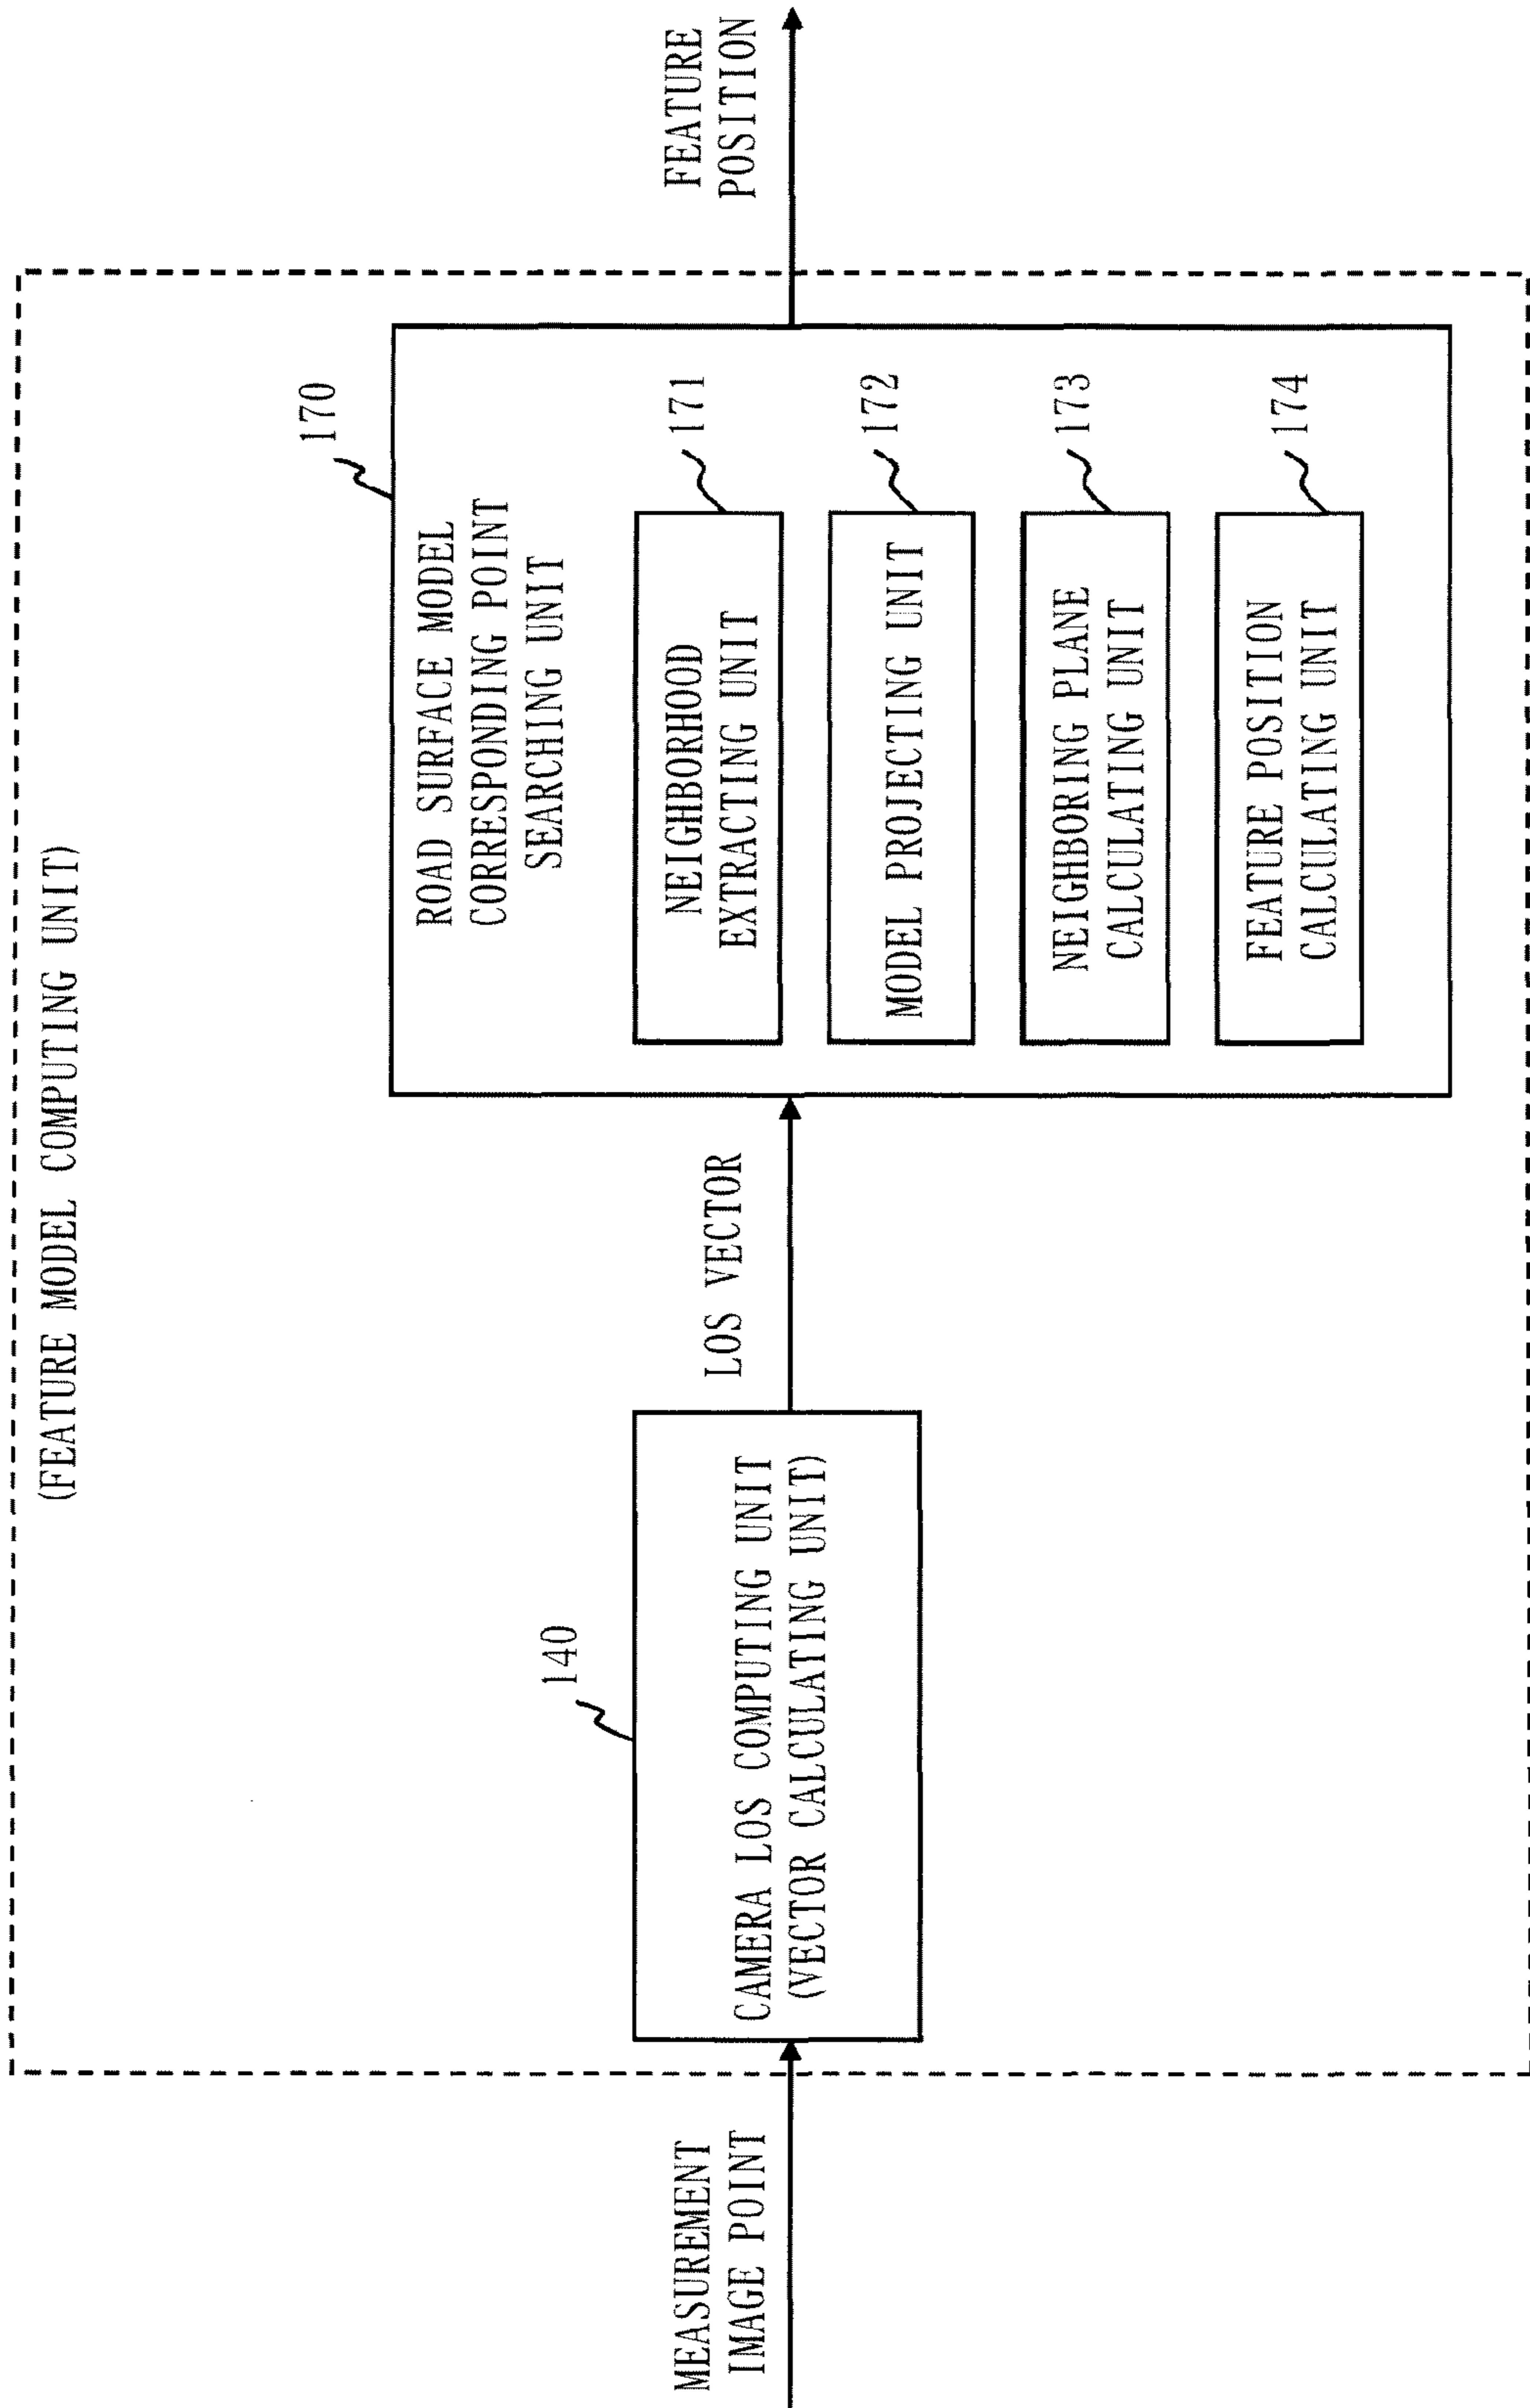 (FEATURE MODEL COMPUTING UNIT)
MEASUREMENT
IMAGE POINT
140
CAMERA LOS COMPUTING UNIT
(VECTOR CALCULATING UNIT)
LOS VECTOR
170
ROAD SURFACE MODEL
CORRESPONDING POINT
SEARCHING UNIT
NEIGHBORHOOD
EXTRACTING UNIT
171
MODEL PROJECTING UNIT
172
NEIGHBORING PLANE
CALCULATING UNIT
173
FEATURE POSITION
CALCULATING UNIT
174
FEATURE
POSITION